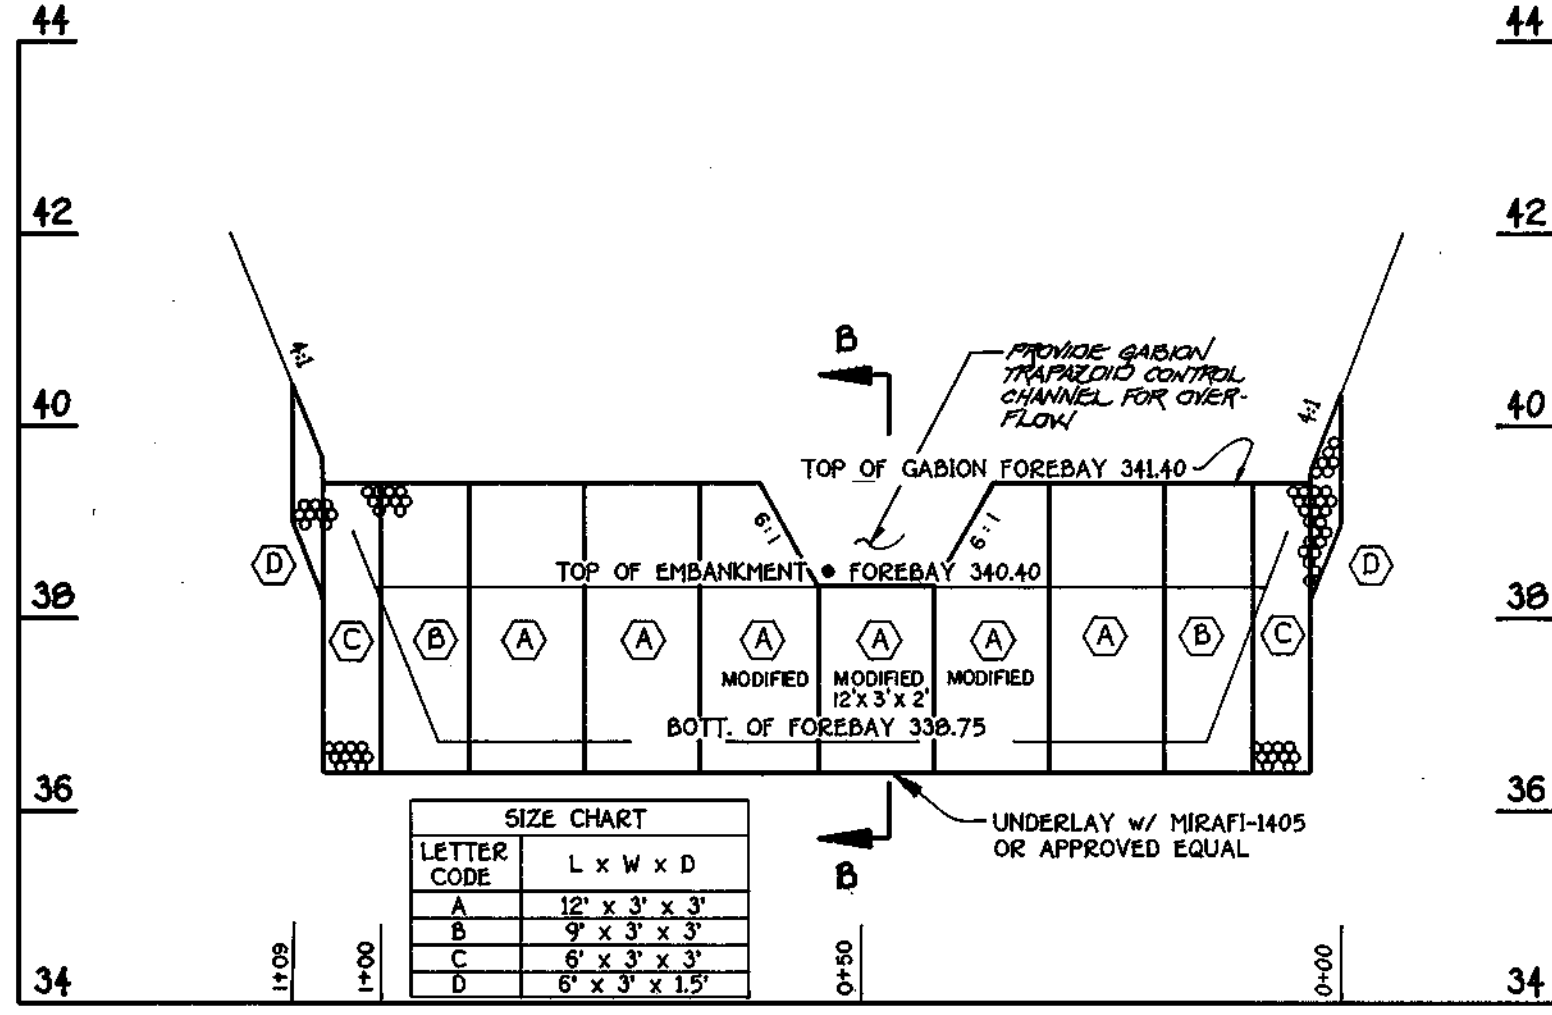 44
44
42
42
4:1
B
PROVIDE GABION
TRAPAZOID CONTROL
CHANNEL FOR OVER-
FLOW
4:1
40
40
TOP OF GABION FOREBAY 341.40
6:1
6:1
D
TOP OF EMBANKMENT ● FOREBAY 340.40
D
38
38
C
B
A
A
A
A
A
A
B
C
MODIFIED
MODIFIED
12'x3'x2'
MODIFIED
BOTT. OF FOREBAY 338.75
36
36
UNDERLAY w/ MIRAFI-1405
OR APPROVED EQUAL
B
SIZE CHART
LETTER
CODE
L x W x D
A 12' x 3' x 3'
B 9' x 3' x 3'
C 6' x 3' x 3'
D 6' x 3' x 1.5'
1+09
1+00
0+50
0+00
34
34